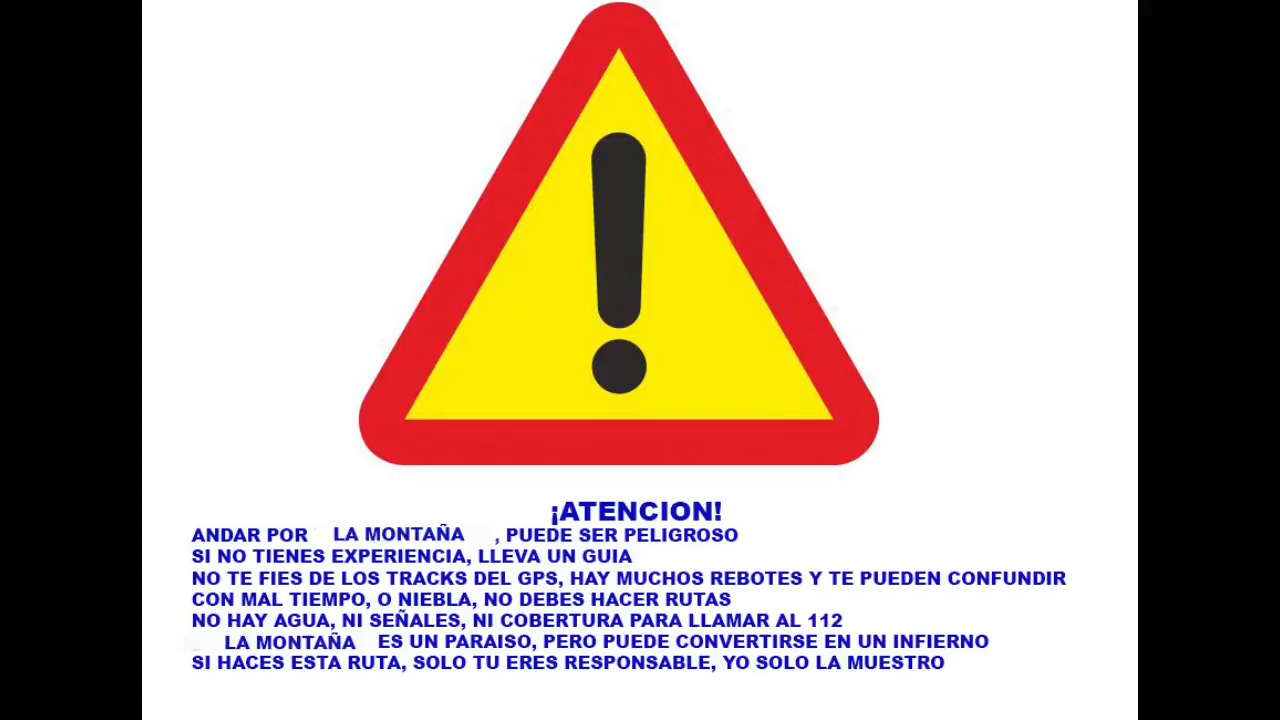 ¡ATENCION!
ANDAR POR LA MONTAÑA , PUEDE SER PELIGROSO
SI NO TIENES EXPERIENCIA, LLEVA UN GUIA
NO TE FIES DE LOS TRACKS DEL GPS, HAY MUCHOS REBOTES Y TE PUEDEN CONFUNDIR
CON MAL TIEMPO, O NIEBLA, NO DEBES HACER RUTAS
NO HAY AGUA, NI SEÑALES, NI COBERTURA PARA LLAMAR AL 112
LA MONTAÑA ES UN PARAISO, PERO PUEDE CONVERTIRSE EN UN INFIERNO
SI HACES ESTA RUTA, SOLO TU ERES RESPONSABLE, YO SOLO LA MUESTRO